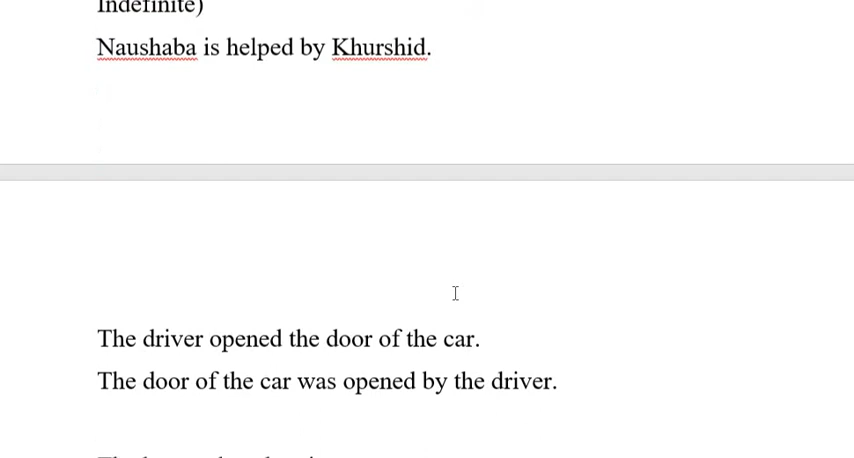 Indefinite)
Naushaba is helped by Khurshid.
The driver opened the door of the car.
The door of the car was opened by the driver.